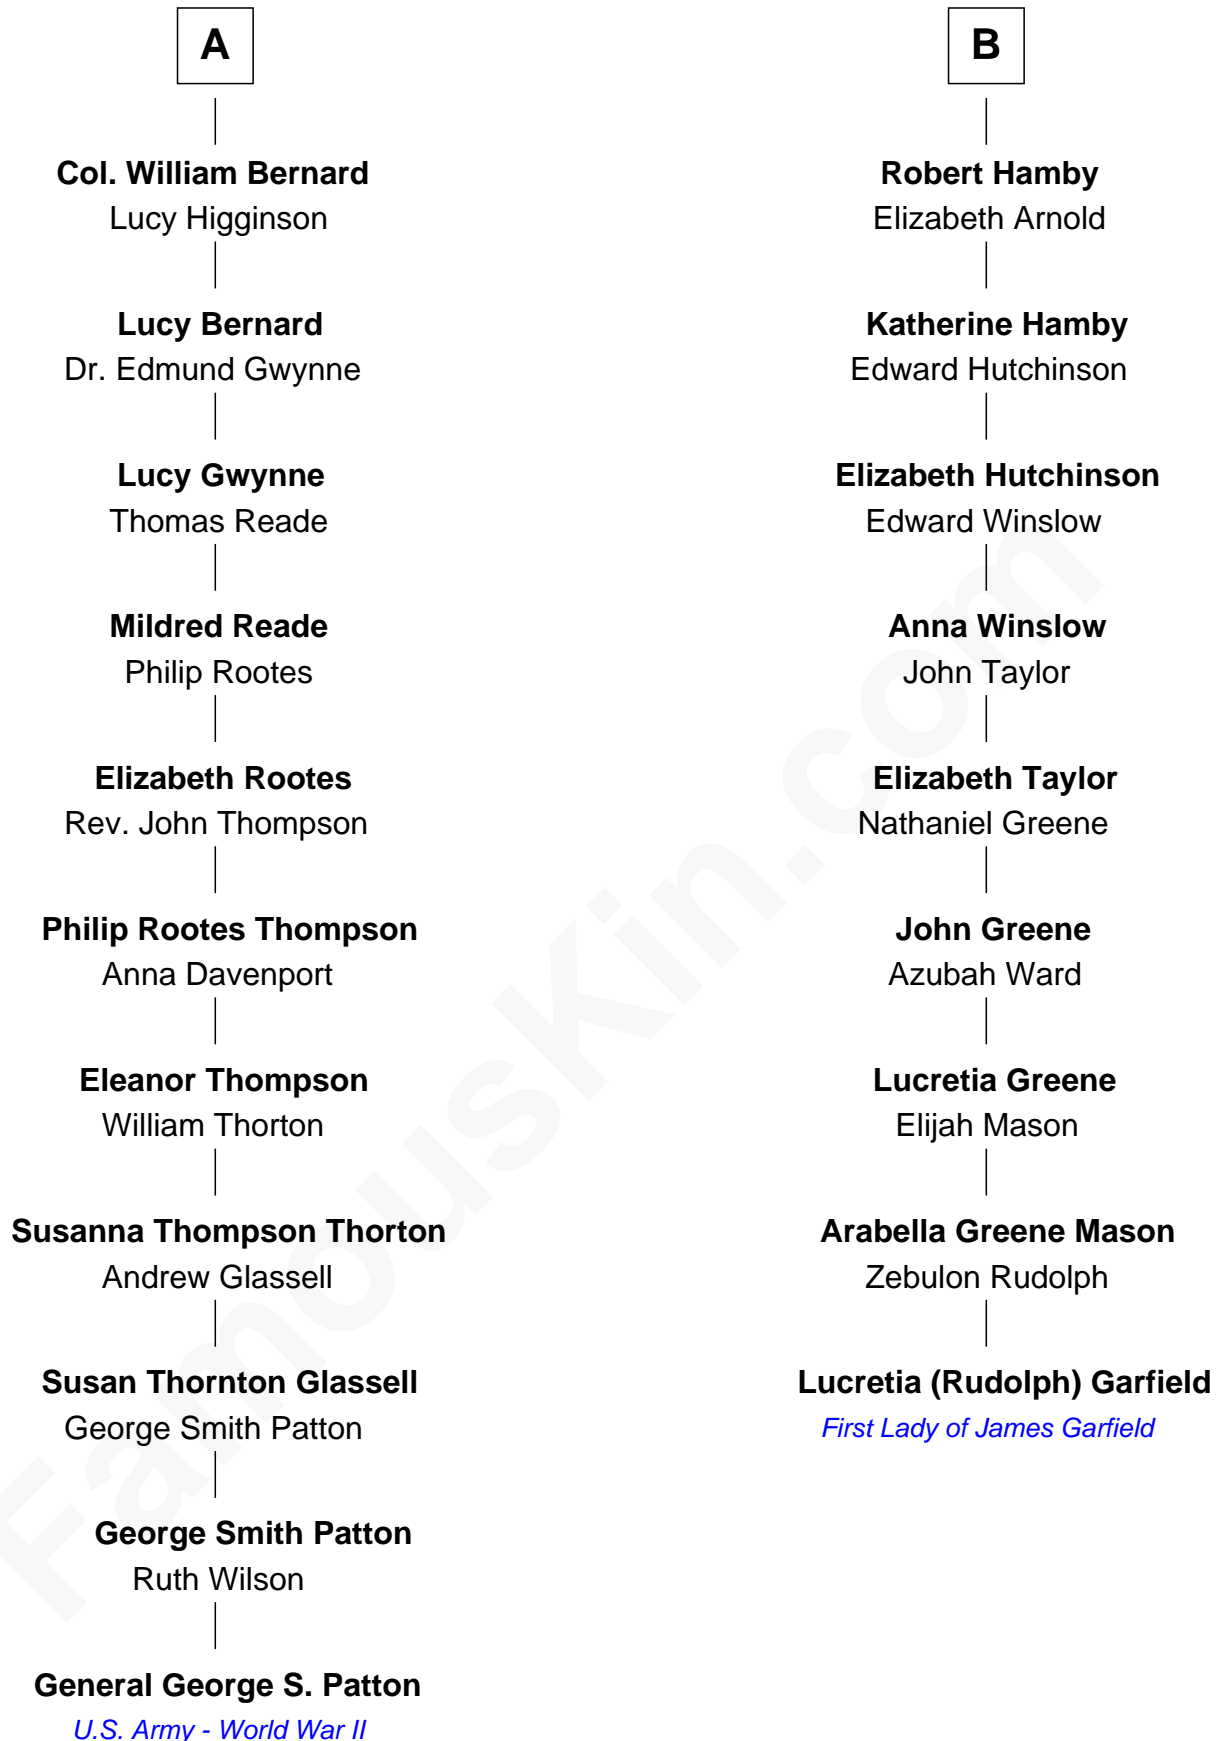 A
Col. William Bernard
Lucy Higginson
Lucy Bernard
Dr. Edmund Gwynne
Lucy Gwynne
Thomas Reade
Mildred Reade
Philip Rootes
Elizabeth Rootes
Rev. John Thompson
Philip Rootes Thompson
Anna Davenport
Eleanor Thompson
William Thorton
Susanna Thompson Thorton
Andrew Glassell
Susan Thornton Glassell
George Smith Patton
George Smith Patton
Ruth Wilson
General George S. Patton
U.S. Army - World War II
B
Robert Hamby
Elizabeth Arnold
Katherine Hamby
Edward Hutchinson
Elizabeth Hutchinson
Edward Winslow
Anna Winslow
John Taylor
Elizabeth Taylor
Nathaniel Greene
John Greene
Azubah Ward
Lucretia Greene
Elijah Mason
Arabella Greene Mason
Zebulon Rudolph
Lucretia (Rudolph) Garfield
First Lady of James Garfield
FamousKin.com